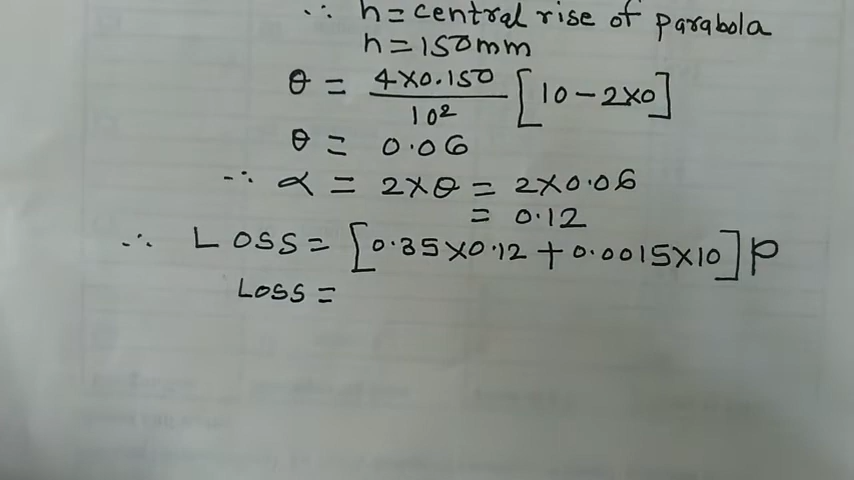 ∴ h = central rise of parabola
h = 150mm
θ = 4×0.150 / 10² [10 − 2×0]
θ = 0.06
∴ α = 2×θ = 2×0.06
= 0.12
∴ Loss = [0.35×0.12 + 0.0015×10] P
Loss =